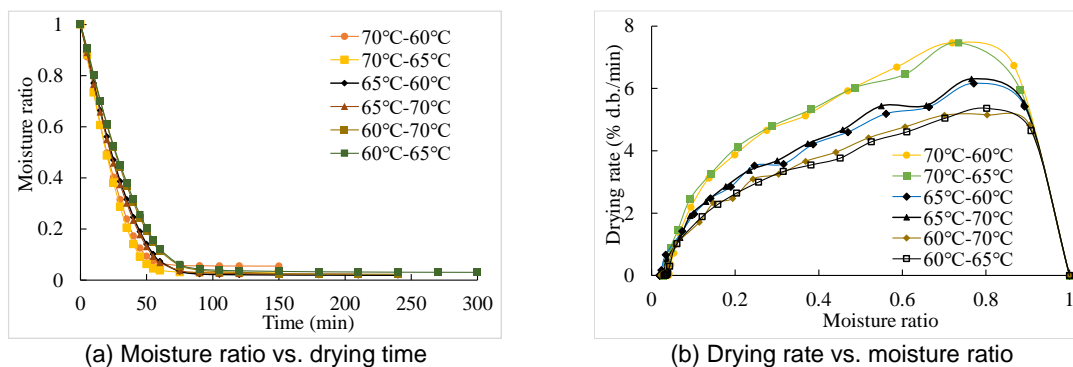 Moisture ratio
1
0.8
0.6
0.4
0.2
0
0
50
100
150
200
250
300
Time (min)
70°C-60°C
70°C-65°C
65°C-60°C
65°C-70°C
60°C-70°C
60°C-65°C
(a) Moisture ratio vs. drying time
Drying rate (% d.b./min)
8
6
4
2
0
0
0.2
0.4
0.6
0.8
1
Moisture ratio
70°C-60°C
70°C-65°C
65°C-60°C
65°C-70°C
60°C-70°C
60°C-65°C
(b) Drying rate vs. moisture ratio